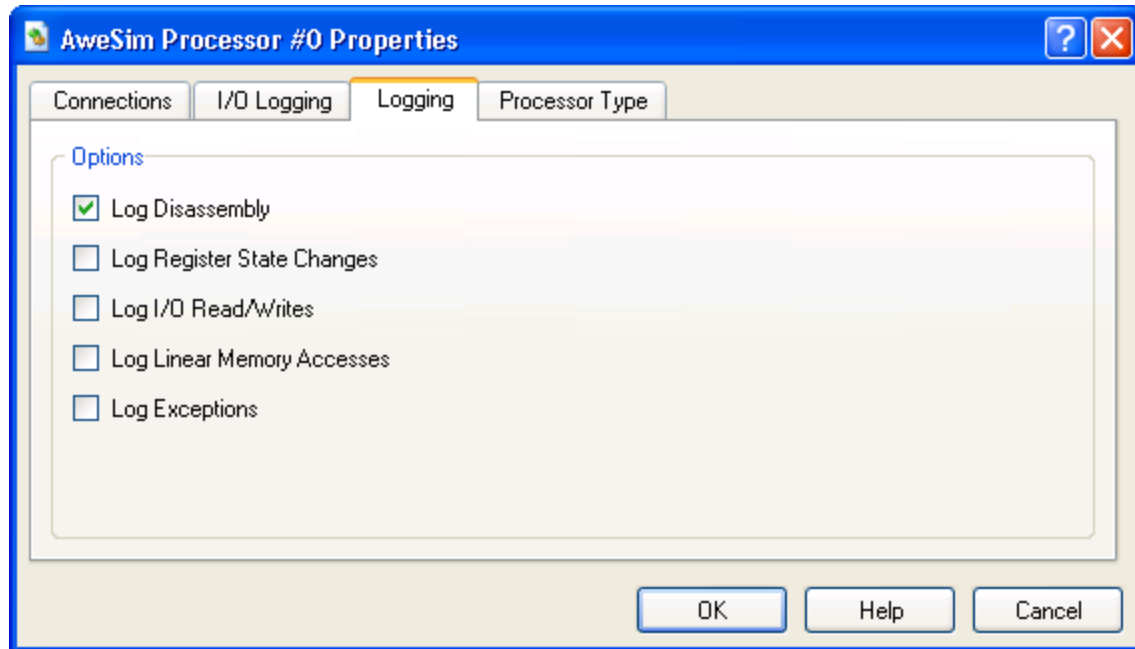 AweSim Processor #0 Properties
Connections I/O Logging Logging Processor Type
Options
Log Disassembly
Log Register State Changes
Log I/O Read/Writes
Log Linear Memory Accesses
Log Exceptions
OK Help Cancel